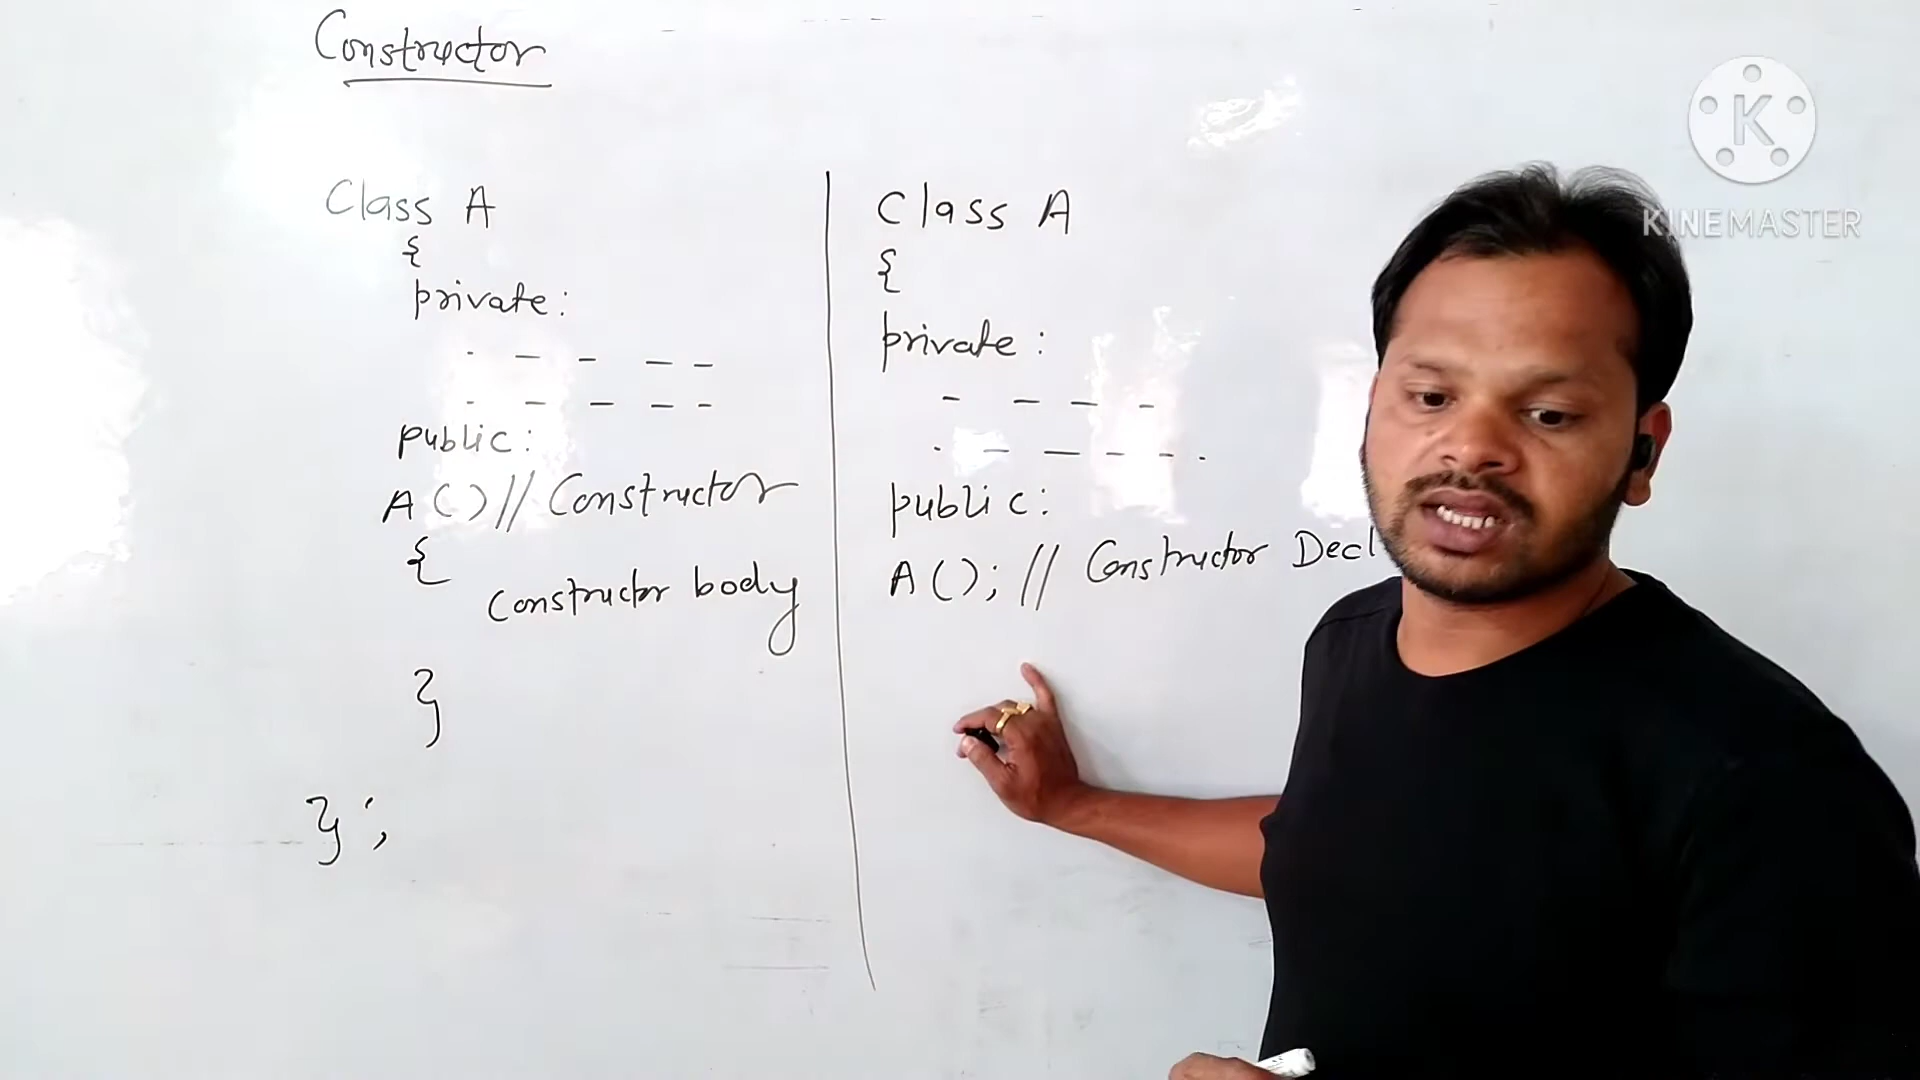 Constructor
Class A
{
private:
- - - - -
- - - - -
public:
A() // Constructor
{
Constructor body
}
};
Class A
{
private:
- - - -
- - - - - -
public:
A(); // Constructor Decl
K
KINEMASTER